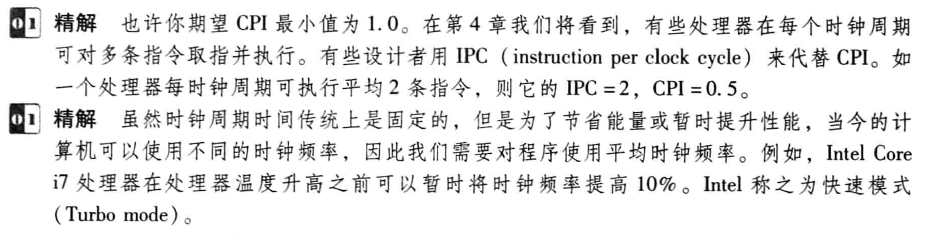 01 精解 也许你期望 CPI 最小值为 1.0。在第 4 章我们将看到，有些处理器在每个时钟周期
可对多条指令取指并执行。有些设计者用 IPC（instruction per clock cycle）来代替 CPI。如
一个处理器每时钟周期可执行平均 2 条指令，则它的 IPC =2，CPI =0.5。
01 精解 虽然时钟周期时间传统上是固定的，但是为了节省能量或暂时提升性能，当今的计
算机可以使用不同的时钟频率，因此我们需要对程序使用平均时钟频率。例如，Intel Core
i7 处理器在处理器温度升高之前可以暂时将时钟频率提高 10%。Intel 称之为快速模式
（Turbo mode）。